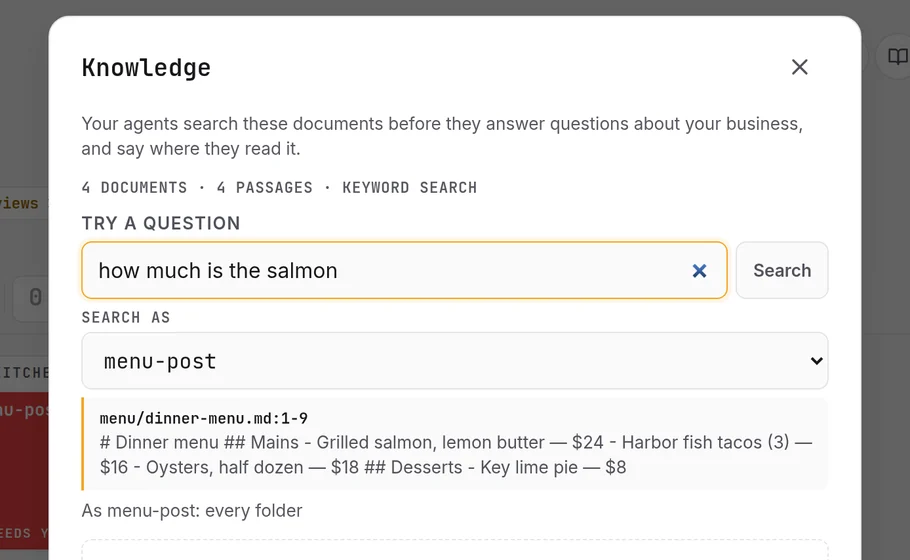 Knowledge
Your agents search these documents before they answer questions about your business,
and say where they read it.
4 DOCUMENTS · 4 PASSAGES · KEYWORD SEARCH
views
TRY A QUESTION
how much is the salmon
Search
0
SEARCH AS
menu-post
menu/dinner-menu.md:1-9
# Dinner menu ## Mains - Grilled salmon, lemon butter — $24 - Harbor fish tacos (3) —
$16 - Oysters, half dozen — $18 ## Desserts - Key lime pie — $8
As menu-post: every folder